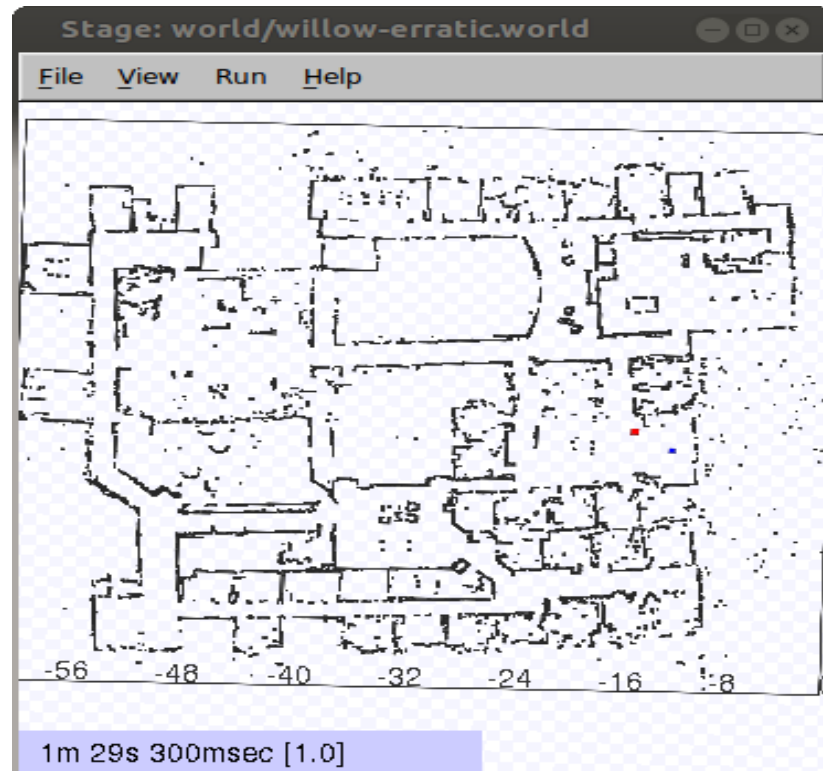 Stage: world/willow-erratic.world
File View Run Help
-56 -48 -40 -32 -24 -16 -8
1m 29s 300msec [1.0]